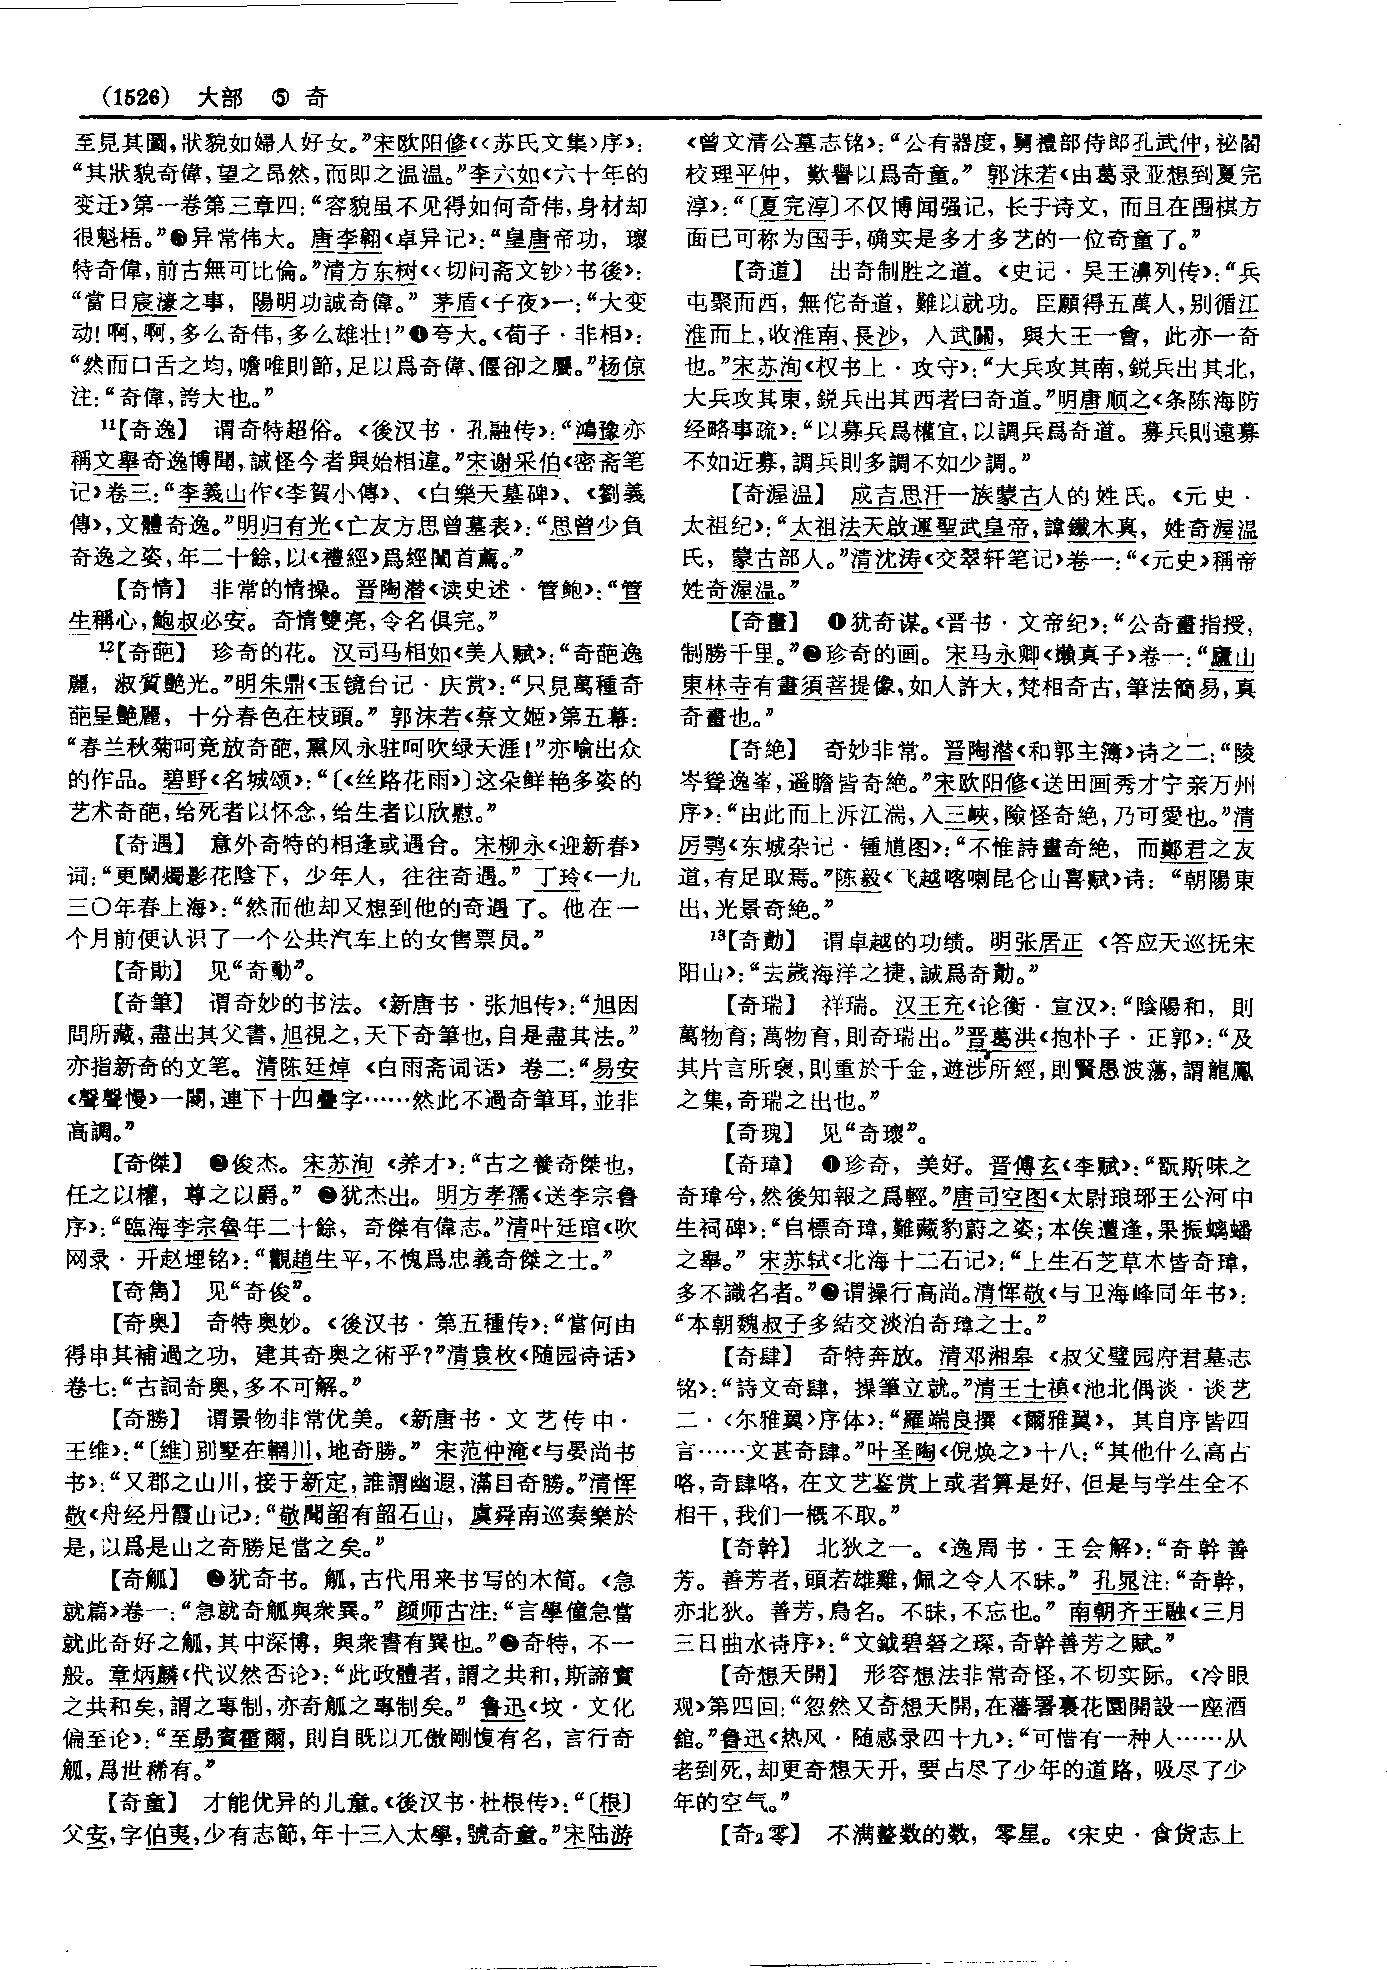 (1526) 大部 ⑤ 奇
至見其圖，狀貌如婦人好女。”宋欧阳修《〈苏氏文集〉序》：
“其狀貌奇偉，望之昂然，而即之温温。”李六如《六十年的
变迁》第一卷第三章四：“容貌虽不见得如何奇伟，身材却
很魁梧。”❸异常伟大。唐李翱《卓异记》：“皇唐帝功，瓌
特奇偉，前古無可比倫。”清方东树《〈切问斋文钞〉书後》：
“當日宸濠之事，陽明功誠奇偉。”茅盾《子夜》一：“大变
动！啊，啊，多么奇伟，多么雄壮！”❹夸大。《荀子·非相》：
“然而口舌之均，噡唯則節，足以爲奇偉、偃卻之屬。”杨倞
注：“奇偉，誇大也。”
11【奇逸】 谓奇特超俗。《後汉书·孔融传》：“鴻豫亦
稱文舉奇逸博聞，誠怪今者與始相違。”宋谢采伯《密斋笔
记》卷三：“李義山作《李賀小傳》、《白樂天墓碑》、《劉義
傳》，文體奇逸。”明归有光《亡友方思曾墓表》：“思曾少負
奇逸之姿，年二十餘，以《禮經》爲經闈首薦。”
【奇情】 非常的情操。晋陶潜《读史述·管鲍》：“管
生稱心，鮑叔必安。奇情雙亮，令名俱完。”
12【奇葩】 珍奇的花。汉司马相如《美人赋》：“奇葩逸
麗，淑質艶光。”明朱鼎《玉镜台记·庆赏》：“只見萬種奇
葩呈艶麗，十分春色在枝頭。”郭沫若《蔡文姬》第五幕：
“春兰秋菊呵竞放奇葩，熏风永驻呵吹绿天涯！”亦喻出众
的作品。碧野《名城颂》：“〔《丝路花雨》〕这朵鲜艳多姿的
艺术奇葩，给死者以怀念，给生者以欣慰。”
【奇遇】 意外奇特的相逢或遇合。宋柳永《迎新春》
词：“更闌燭影花陰下，少年人，往往奇遇。”丁玲《一九
三〇年春上海》：“然而他却又想到他的奇遇了。他在一
个月前便认识了一个公共汽车上的女售票员。”
【奇勛】 见“奇勳”。
【奇筆】 谓奇妙的书法。《新唐书·张旭传》：“旭因
問所藏，盡出其父書，旭視之，天下奇筆也，自是盡其法。”
亦指新奇的文笔。清陈廷焯《白雨斋词话》卷二：“易安
《聲聲慢》一闋，連下十四疊字……然此不過奇筆耳，並非
高調。”
【奇傑】 ❶俊杰。宋苏洵《养才》：“古之養奇傑也，
任之以權，尊之以爵。”❷犹杰出。明方孝孺《送李宗鲁
序》：“臨海李宗魯年二十餘，奇傑有偉志。”清叶廷琯《吹
网录·开赵埋铭》：“觀趙生平，不愧爲忠義奇傑之士。”
【奇雋】 见“奇俊”。
【奇奥】 奇特奥妙。《後汉书·第五種传》：“當何由
得申其補過之功，建其奇奥之術乎？”清袁枚《随园诗话》
卷七：“古詞奇奥，多不可解。”
【奇勝】 谓景物非常优美。《新唐书·文艺传中·
王维》：“〔維〕别墅在輞川，地奇勝。”宋范仲淹《与晏尚书
书》：“又郡之山川，接于新定，誰謂幽遐，滿目奇勝。”清恽
敬《舟经丹霞山记》：“敬聞韶有韶石山，虞舜南巡奏樂於
是，以爲是山之奇勝足當之矣。”
【奇觚】 ❶犹奇书。觚，古代用来书写的木简。《急
就篇》卷一：“急就奇觚與衆異。”颜师古注：“言學僮急當
就此奇好之觚，其中深博，與衆書有異也。”❷奇特，不一
般。章炳麟《代议然否论》：“此政體者，謂之共和，斯諦實
之共和矣，謂之專制，亦奇觚之專制矣。”鲁迅《坟·文化
偏至论》：“至勗賓霍爾，則自既以兀傲剛愎有名，言行奇
觚，爲世稀有。”
【奇童】 才能优异的儿童。《後汉书·杜根传》：“〔根〕
父安，字伯夷，少有志節，年十三入太學，號奇童。”宋陆游
《曾文清公墓志铭》：“公有器度，舅禮部侍郎孔武仲，祕閣
校理平仲，歎譽以爲奇童。”郭沫若《由葛录亚想到夏完
淳》：“〔夏完淳〕不仅博闻强记，长于诗文，而且在围棋方
面已可称为国手，确实是多才多艺的一位奇童了。”
【奇道】 出奇制胜之道。《史记·吴王濞列传》：“兵
屯聚而西，無佗奇道，難以就功。臣願得五萬人，别循江
淮而上，收淮南、長沙，入武關，與大王會，此亦一奇
也。”宋苏洵《权书上·攻守》：“大兵攻其南，鋭兵出其北，
大兵攻其東，鋭兵出其西者曰奇道。”明唐顺之《条陈海防
经略事疏》：“以募兵爲權宜，以調兵爲奇道。募兵則遠募
不如近募，調兵則多調不如少調。”
【奇渥温】 成吉思汗一族蒙古人的姓氏。《元史·
太祖纪》：“太祖法天啟運聖武皇帝，諱鐵木真，姓奇渥温
氏，蒙古部人。”清沈涛《交翠轩笔记》卷一：“《元史》稱帝
姓奇渥温。”
【奇畫】 ❶犹奇谋。《晋书·文帝纪》：“公奇畫指授，
制勝千里。”❷珍奇的画。宋马永卿《嬾真子》卷一：“廬山
東林寺有畫須菩提像，如人許大，梵相奇古，筆法簡易，真
奇畫也。”
【奇絶】 奇妙非常。晋陶潜《和郭主簿》诗之二：“陵
岑聳逸峯，遥瞻皆奇絶。”宋欧阳修《送田画秀才宁亲万州
序》：“由此而上泝江湍，入三峽，險怪奇絶，乃可愛也。”清
厉鹗《东城杂记·锺馗图》：“不惟詩畫奇絶，而鄭君之友
道，有足取焉。”陈毅《飞越喀喇昆仑山喜赋》诗：“朝陽東
出，光景奇絶。”
13【奇勳】 谓卓越的功绩。明张居正《答应天巡抚宋
阳山》：“去歲海洋之捷，誠爲奇勳。”
【奇瑞】 祥瑞。汉王充《论衡·宣汉》：“陰陽和，則
萬物育；萬物育，則奇瑞出。”晋葛洪《抱朴子·正郭》：“及
其片言所褒，則重於千金，遊涉所經，則賢愚波蕩，謂龍鳳
之集，奇瑞之出也。”
【奇瑰】 见“奇瓌”。
【奇瑋】 ❶珍奇，美好。晋傅玄《李赋》：“翫斯味之
奇瑋兮，然後知報之爲輕。”唐司空图《太尉琅琊王公河中
生祠碑》：“自標奇瑋，難藏豹蔚之姿；本俟遭逢，果振螭蟠
之舉。”宋苏轼《北海十二石记》：“上生石芝草木皆奇瑋，
多不識名者。”❷谓操行高尚。清恽敬《与卫海峰同年书》：
“本朝魏叔子多結交淡泊奇瑋之士。”
【奇肆】 奇特奔放。清邓湘皋《叔父璧园府君墓志
铭》：“詩文奇肆，操筆立就。”清王士禛《池北偶谈·谈艺
二·〈尔雅翼〉序体》：“羅端良撰《爾雅翼》，其自序皆四
言……文甚奇肆。”叶圣陶《倪焕之》十八：“其他什么高古
咯，奇肆咯，在文艺鉴赏上或者算是好，但是与学生全不
相干，我们一概不取。”
【奇幹】 北狄之一。《逸周书·王会解》：“奇幹善
芳。善芳者，頭若雄雞，佩之令人不昧。”孔晁注：“奇幹，
亦北狄。善芳，鳥名。不昧，不忘也。”南朝齐王融《三月
三日曲水诗序》：“文鉞碧砮之琛，奇幹善芳之賦。”
【奇想天開】 形容想法非常奇怪，不切实际。《冷眼
观》第四回：“忽然又奇想天開，在藩署裏花園開設一座酒
館。”鲁迅《热风·随感录四十九》：“可惜有一种人……从
老到死，却更奇想天开，要占尽了少年的道路，吸尽了少
年的空气。”
【奇₂零】 不满整数的数，零星。《宋史·食货志上